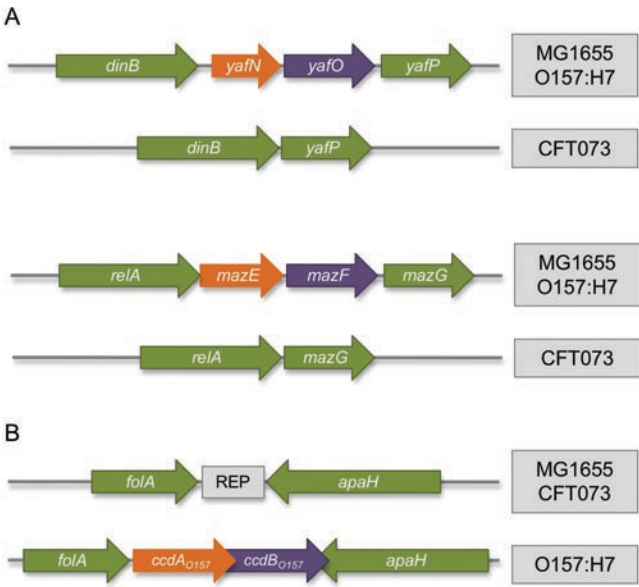 A
dinB yafN yafO yafP
MG1655
O157:H7
dinB yafP
CFT073
relA mazE mazF mazG
MG1655
O157:H7
relA mazG
CFT073
B
folA REP apaH
MG1655
CFT073
folA ccdAO157 ccdBO157 apaH
O157:H7